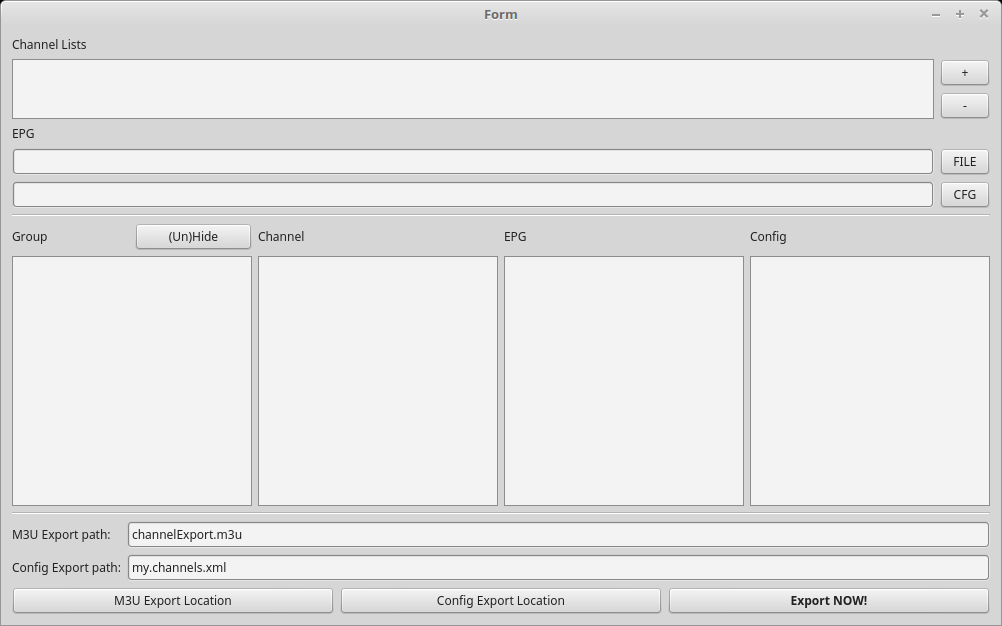 Form
Channel Lists
+
-
EPG
FILE
CFG
Group (Un)Hide Channel EPG Config
M3U Export path: channelExport.m3u
Config Export path: my.channels.xml
M3U Export Location Config Export Location Export NOW!